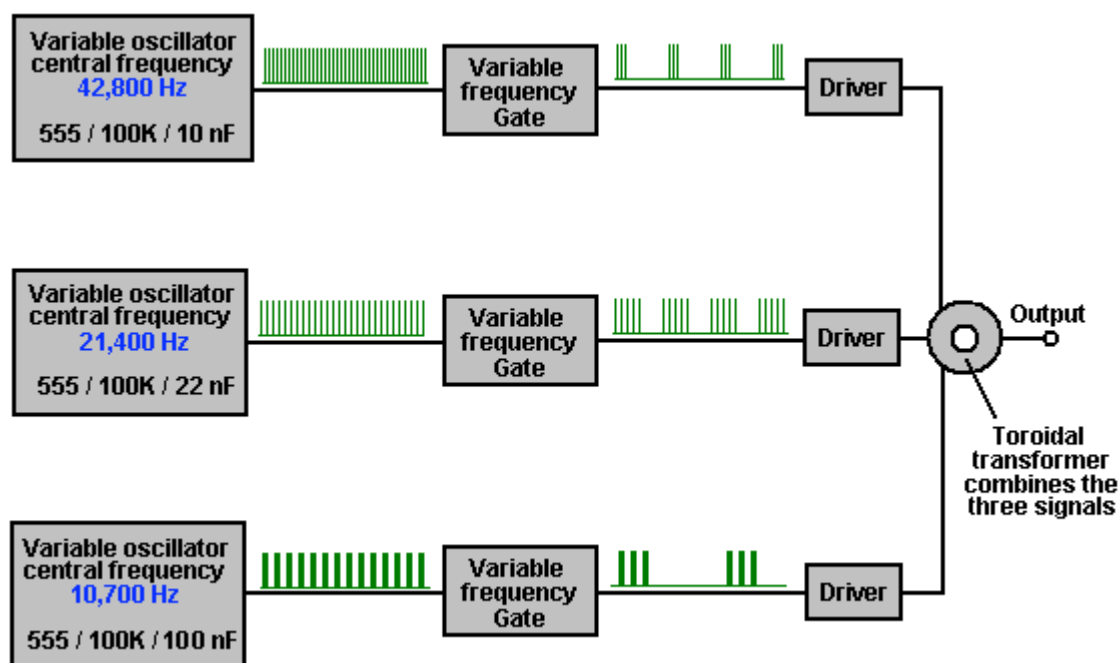 Variable oscillator
central frequency
42,800 Hz
555 / 100K / 10 nF
Variable
frequency
Gate
Driver
Variable oscillator
central frequency
21,400 Hz
555 / 100K / 22 nF
Variable
frequency
Gate
Driver
Output
Toroidal
transformer
combines the
three signals
Variable oscillator
central frequency
10,700 Hz
555 / 100K / 100 nF
Variable
frequency
Gate
Driver